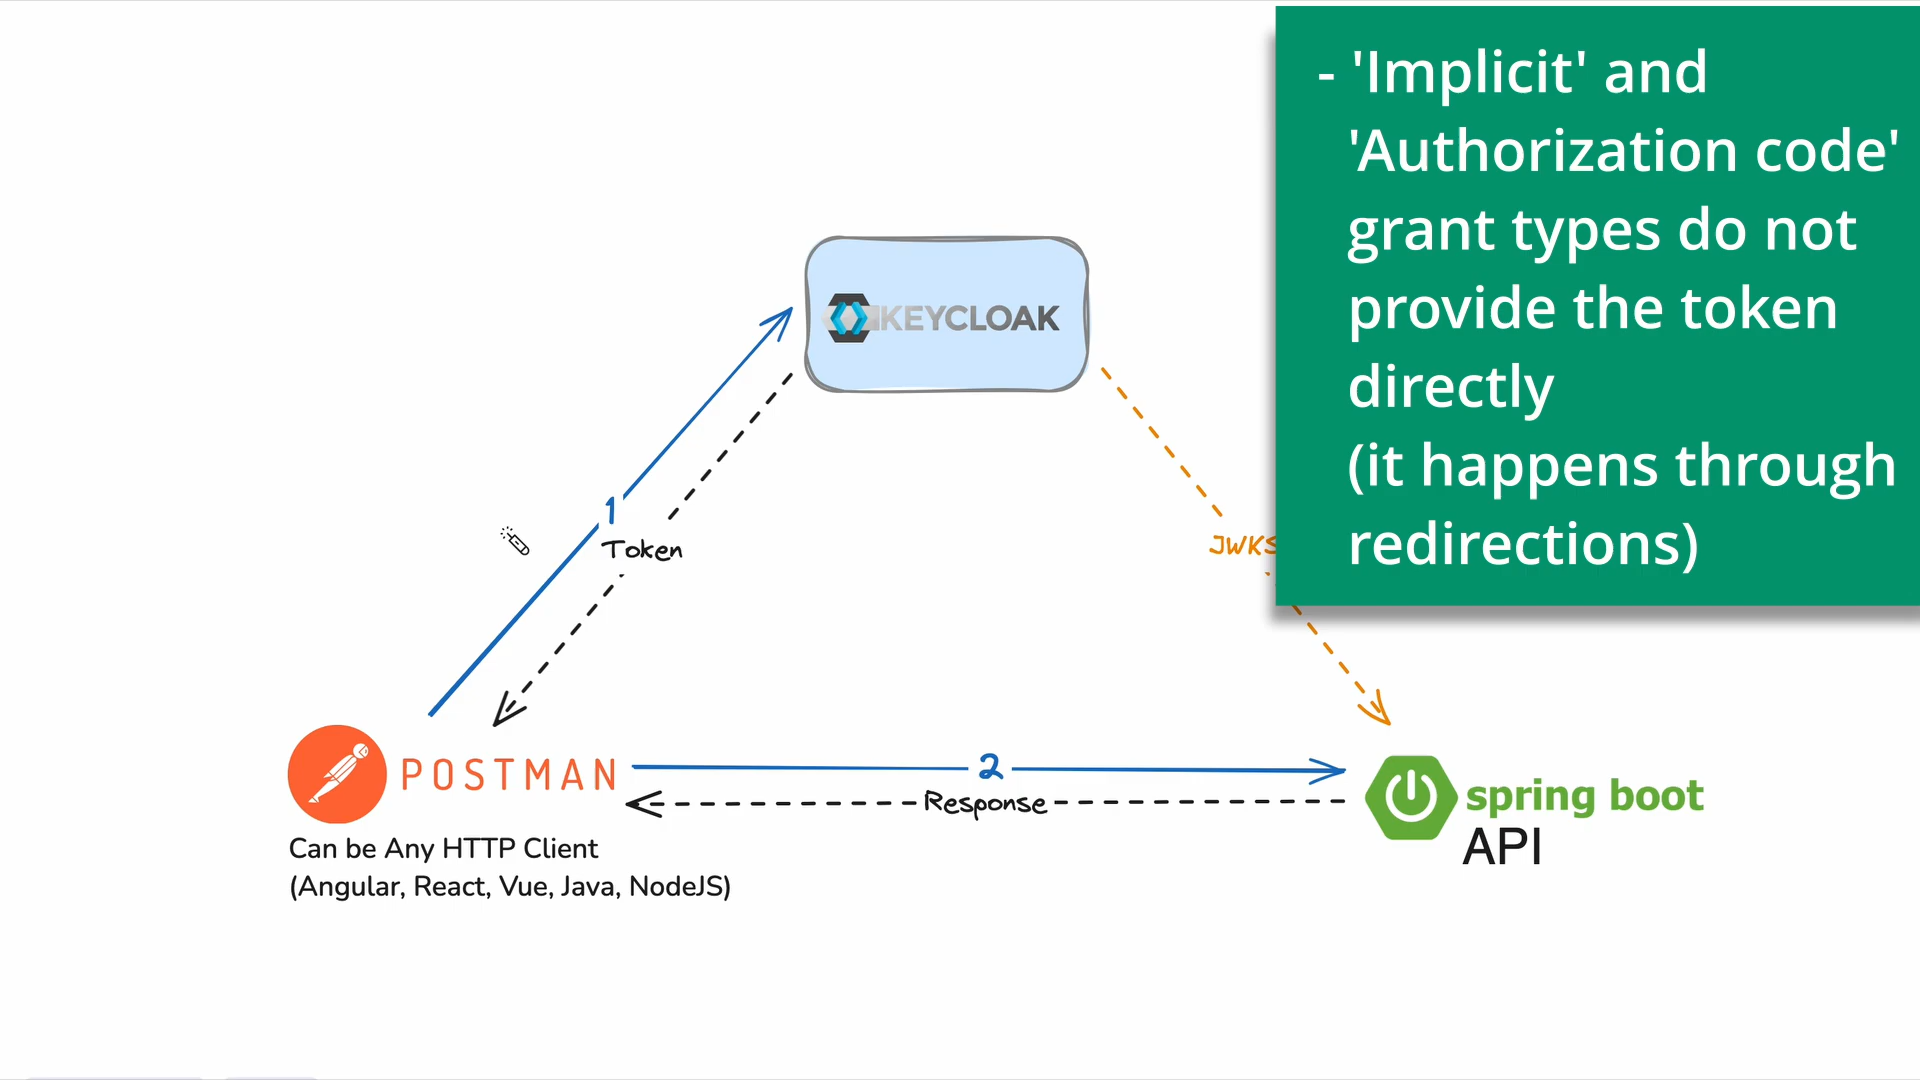 - 'Implicit' and
'Authorization code'
grant types do not
provide the token
directly
(it happens through
redirections)
KEYCLOAK
1
Token
JWKS
POSTMAN
2
Response
spring boot
API
Can be Any HTTP Client
(Angular, React, Vue, Java, NodeJS)